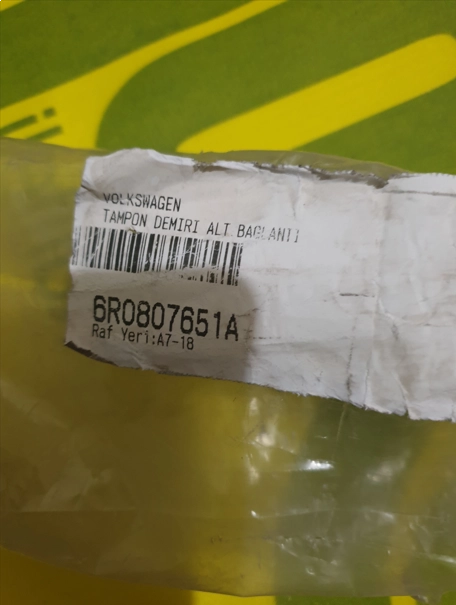 VOLKSWAGEN
TAMPON DEMIRI ALT BAGLANTI
6R0807651A
Raf Yeri:A7-18